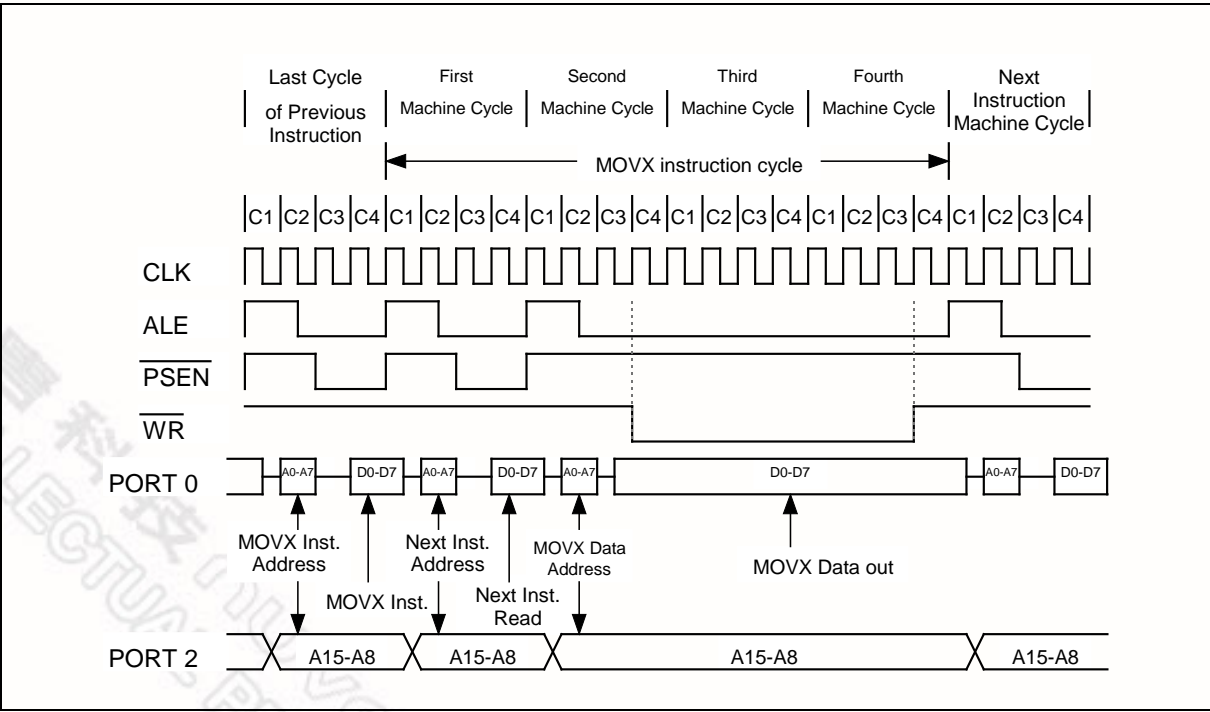 Last Cycle
of Previous
Instruction
First
Machine Cycle
Second
Machine Cycle
Third
Machine Cycle
Fourth
Machine Cycle
Next
Instruction
Machine Cycle
MOVX instruction cycle
C1 C2 C3 C4 C1 C2 C3 C4 C1 C2 C3 C4 C1 C2 C3 C4 C1 C2 C3 C4 C1 C2 C3 C4
CLK
ALE
PSEN
WR
PORT 0
A0-A7 D0-D7 A0-A7 D0-D7 A0-A7 D0-D7 A0-A7 D0-D7
MOVX Inst.
Address
MOVX Inst.
Next Inst.
Address
Next Inst.
Read
MOVX Data
Address
MOVX Data out
PORT 2
A15-A8 A15-A8 A15-A8 A15-A8